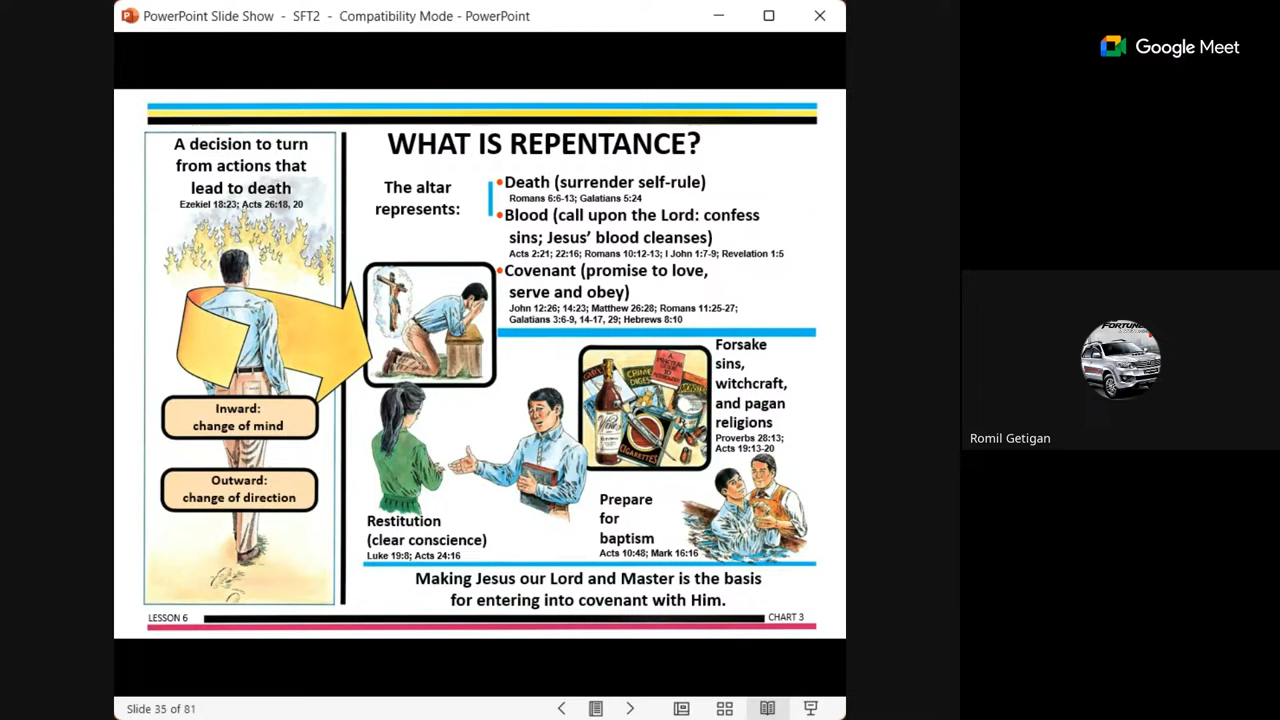 PowerPoint Slide Show - SFT2 - Compatibility Mode - PowerPoint
Google Meet
A decision to turn
from actions that
lead to death
Ezekiel 18:23; Acts 26:18, 20
Inward:
change of mind
Outward:
change of direction
WHAT IS REPENTANCE?
The altar
represents:
•Death (surrender self-rule)
Romans 6:6-13; Galatians 5:24
•Blood (call upon the Lord: confess
sins; Jesus’ blood cleanses)
Acts 2:21; 22:16; Romans 10:12-13; I John 1:7-9; Revelation 1:5
•Covenant (promise to love,
serve and obey)
John 12:26; 14:23; Matthew 26:28; Romans 11:25-27;
Galatians 3:6-9, 14-17, 29; Hebrews 8:10
Forsake
sins,
witchcraft,
and pagan
religions
Proverbs 28:13;
Acts 19:13-20
CRIME
DIGEST
A
PRACTICAL
GUIDE TO
Wine
CIGARETTES
Restitution
(clear conscience)
Luke 19:8; Acts 24:16
Prepare
for
baptism
Acts 10:48; Mark 16:16
Making Jesus our Lord and Master is the basis
for entering into covenant with Him.
LESSON 6
CHART 3
Slide 35 of 81
FORTUNER
Romil Getigan